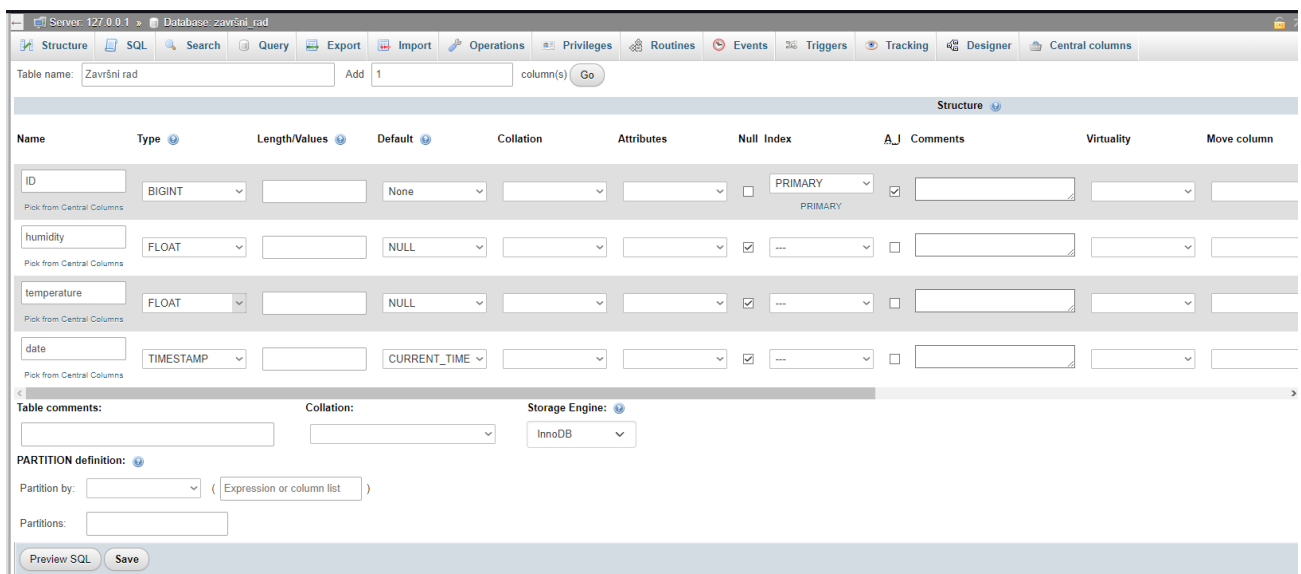 Server: 127.0.0.1 » Database: završni_rad
Structure SQL Search Query Export Import Operations Privileges Routines Events Triggers Tracking Designer Central columns
Table name: Završni rad Add 1 column(s) Go
Structure
Name Type Length/Values Default Collation Attributes Null Index A_I Comments Virtuality Move column
ID BIGINT None PRIMARY
Pick from Central Columns PRIMARY
humidity FLOAT NULL ---
Pick from Central Columns
temperature FLOAT NULL ---
Pick from Central Columns
date TIMESTAMP CURRENT_TIME ---
Pick from Central Columns
Table comments: Collation: Storage Engine:
InnoDB
PARTITION definition:
Partition by: ( Expression or column list )
Partitions:
Preview SQL Save